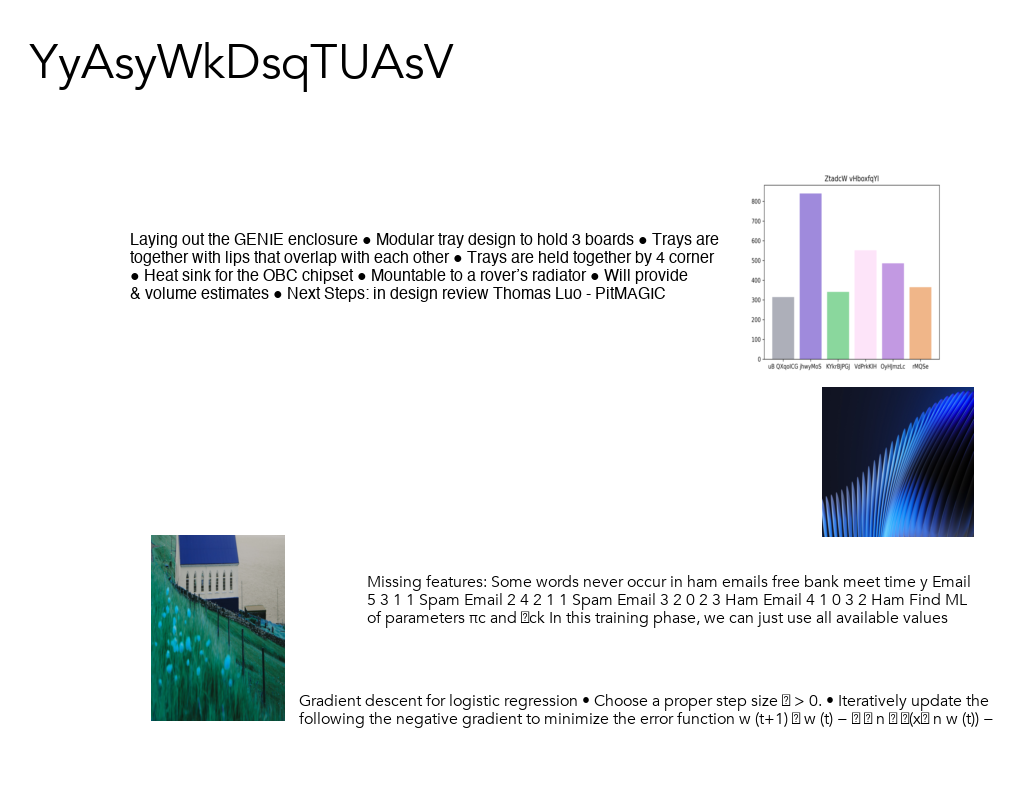 YyAsyWkDsqTUAsV
ZtadcW vHboxfqYl
800
700
600
500
400
300
200
100
0
uB QXqoICG JhwyMoS KYkrBJPGJ VdPrkKlH OyHJmzLc rMQSe
Laying out the GENIE enclosure ● Modular tray design to hold 3 boards ● Trays are
together with lips that overlap with each other ● Trays are held together by 4 corner
● Heat sink for the OBC chipset ● Mountable to a rover’s radiator ● Will provide
& volume estimates ● Next Steps: in design review Thomas Luo - PitMAGIC
Missing features: Some words never occur in ham emails free bank meet time y Email
5 3 1 1 Spam Email 2 4 2 1 1 Spam Email 3 2 0 2 3 Ham Email 4 1 0 3 2 Ham Find ML
of parameters πc and ck In this training phase, we can just use all available values
Gradient descent for logistic regression • Choose a proper step size > 0. • Iteratively update the
following the negative gradient to minimize the error function w (t+1) w (t) − n (x n w (t)) −